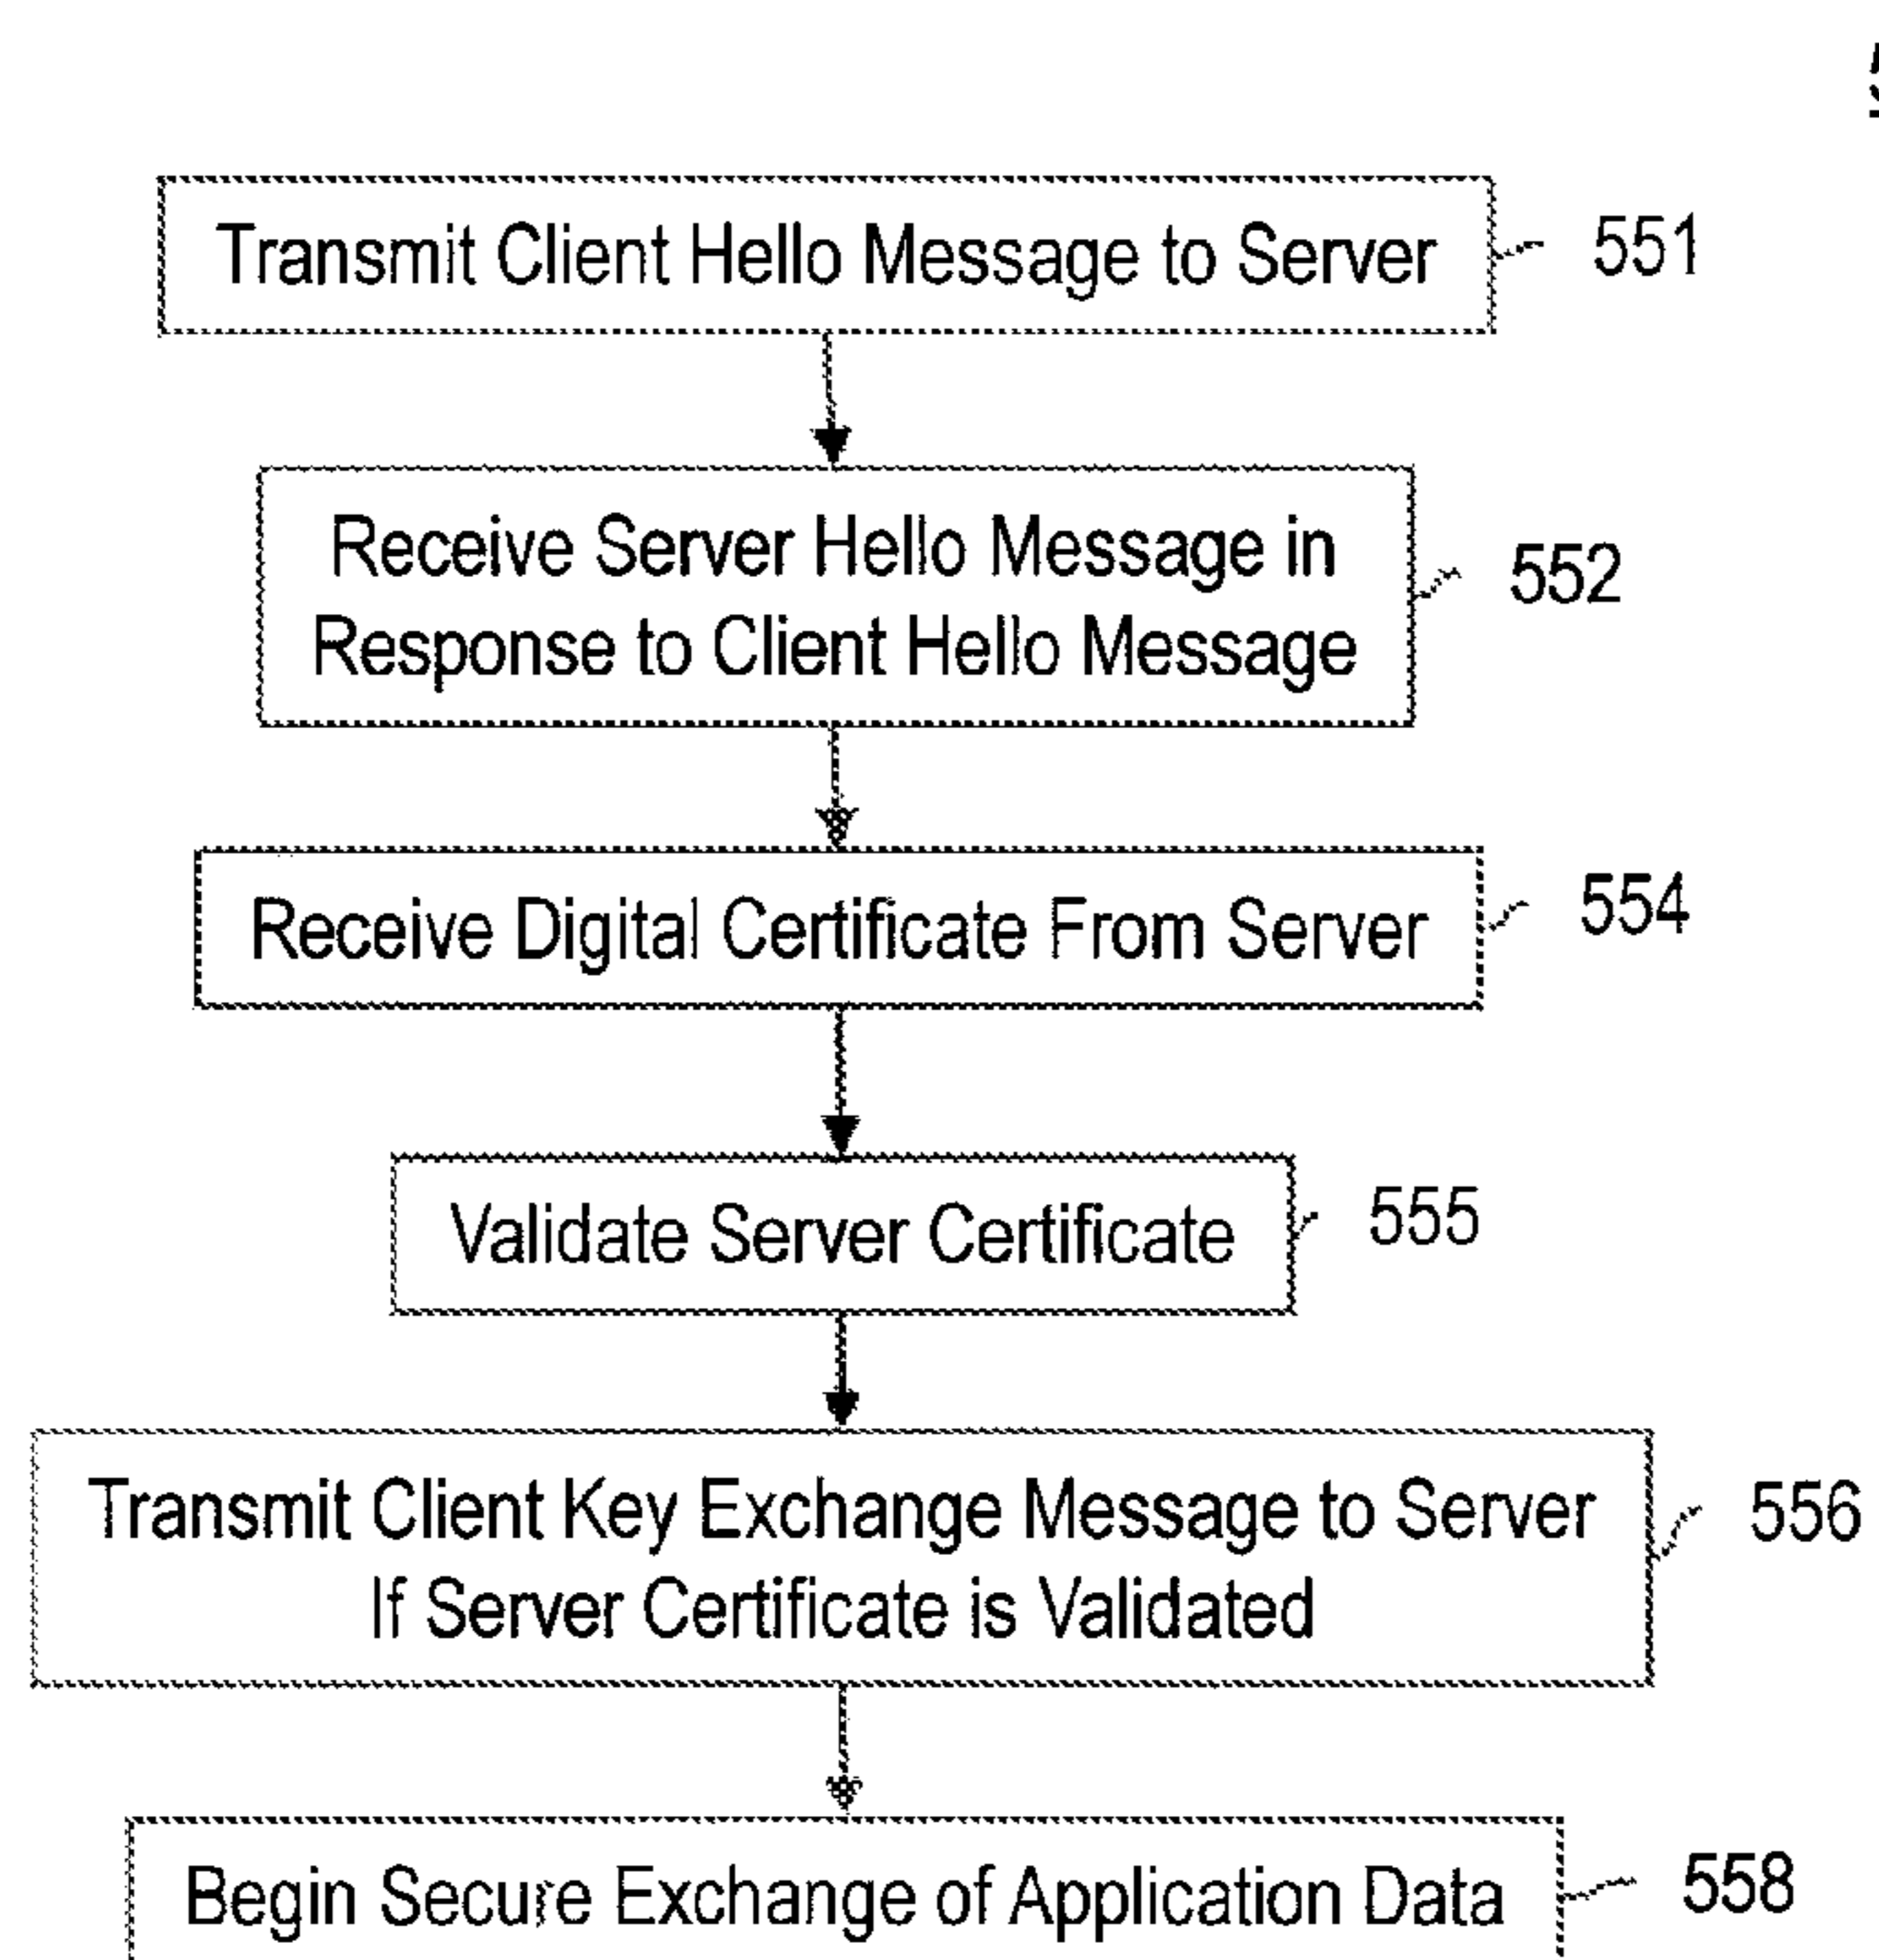 Transmit Client Hello Message to Server
551
Receive Server Hello Message in
Response to Client Hello Message
552
Receive Digital Certificate From Server
554
Validate Server Certificate
555
Transmit Client Key Exchange Message to Server
If Server Certificate is Validated
556
Begin Secure Exchange of Application Data
558